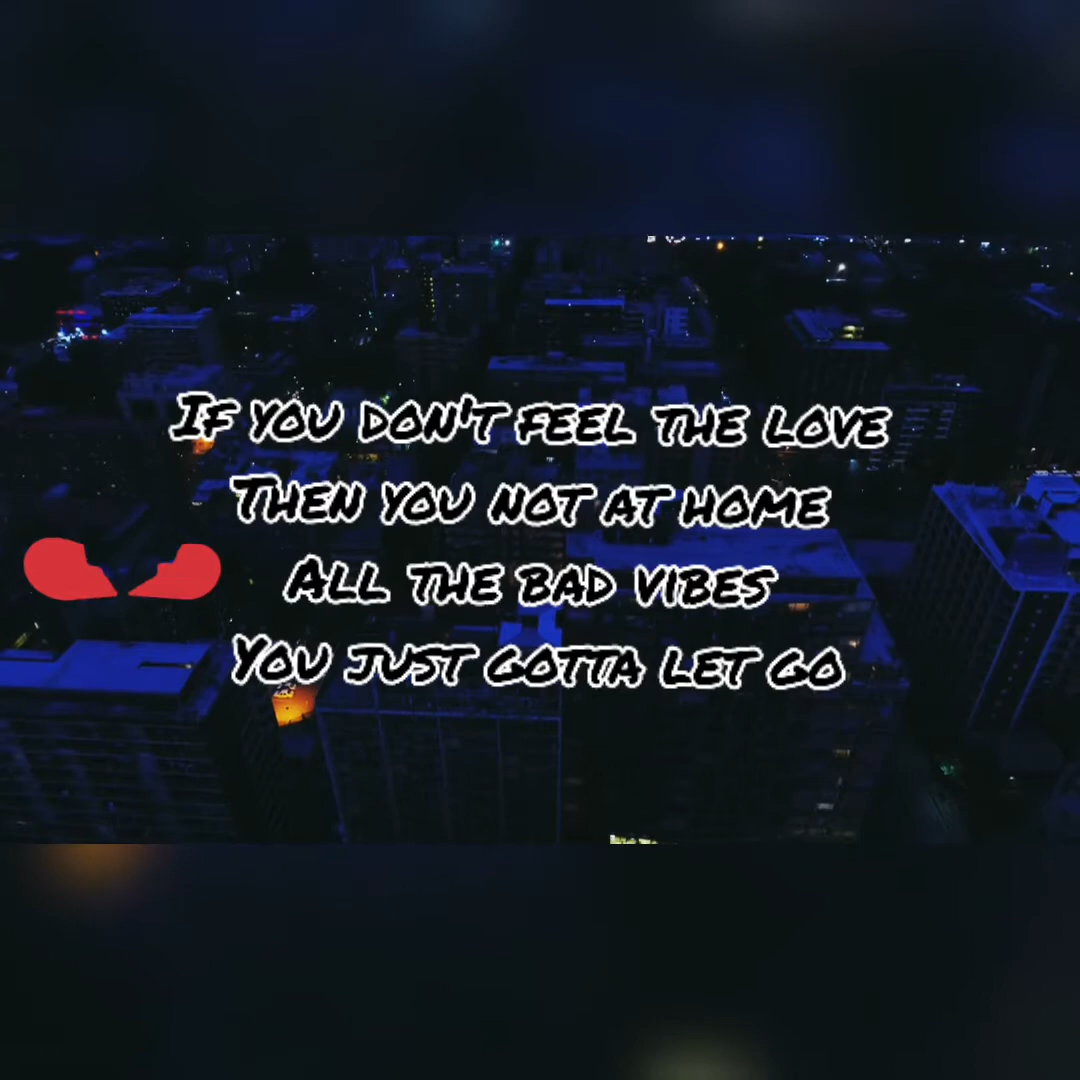 If you don't feel the love
Then you not at home
All the bad vibes
You just gotta let go